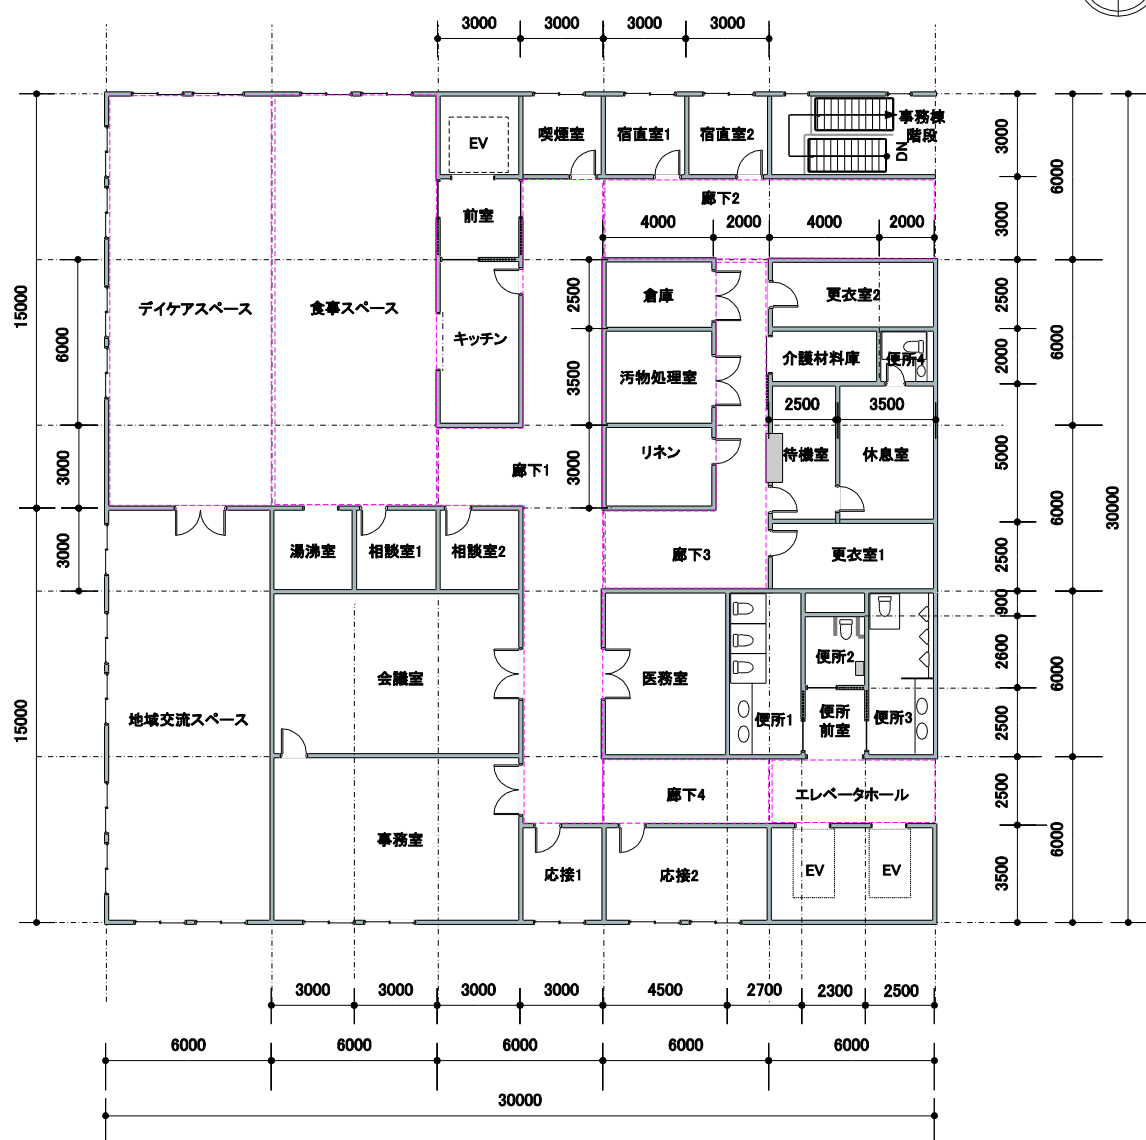 3000
3000
3000
EV
喫煙室
宿直室1
宿直室2
事務棟
階段
DN
3000
6000
前室
廊下2
3000
4000
2000
4000
2000
15000
デイケアスペース
食事スペース
キッチン
6000
2500
倉庫
更衣室2
2500
3500
汚物処理室
介護材料庫
便所4
2000
6000
2500
3500
3000
廊下1
3000
リネン
待機室
休息室
5000
30000
3000
湯沸室
相談室1
相談室2
廊下3
更衣室1
2500
6000
900
会議室
医務室
便所2
2600
6000
15000
地域交流スペース
便所1
便所
前室
便所3
2500
廊下4
エレベータホール
2500
事務室
応接1
応接2
EV
EV
3500
6000
3000
3000
3000
3000
4500
2700
2300
2500
6000
6000
6000
6000
6000
30000